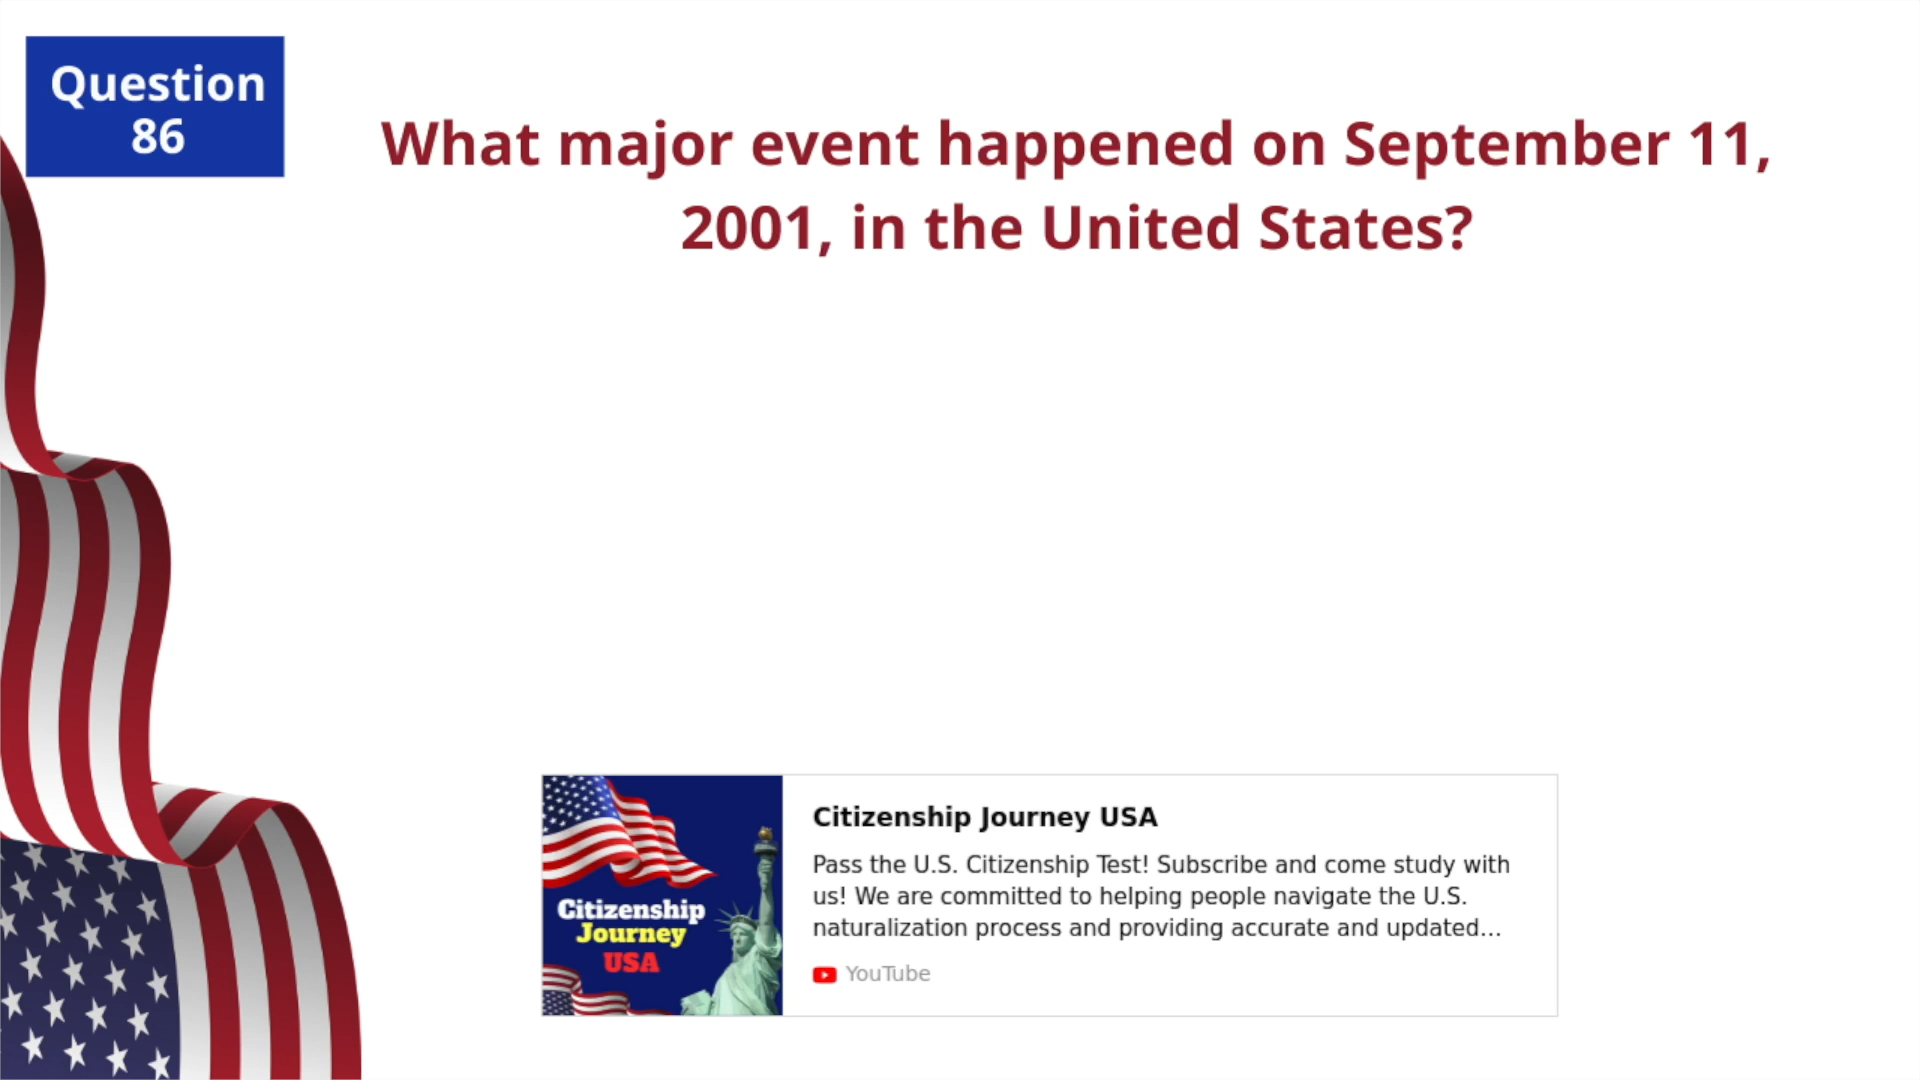 Question
86
What major event happened on September 11,
2001, in the United States?
Citizenship
Journey
USA
Citizenship Journey USA
Pass the U.S. Citizenship Test! Subscribe and come study with
us! We are committed to helping people navigate the U.S.
naturalization process and providing accurate and updated...
YouTube